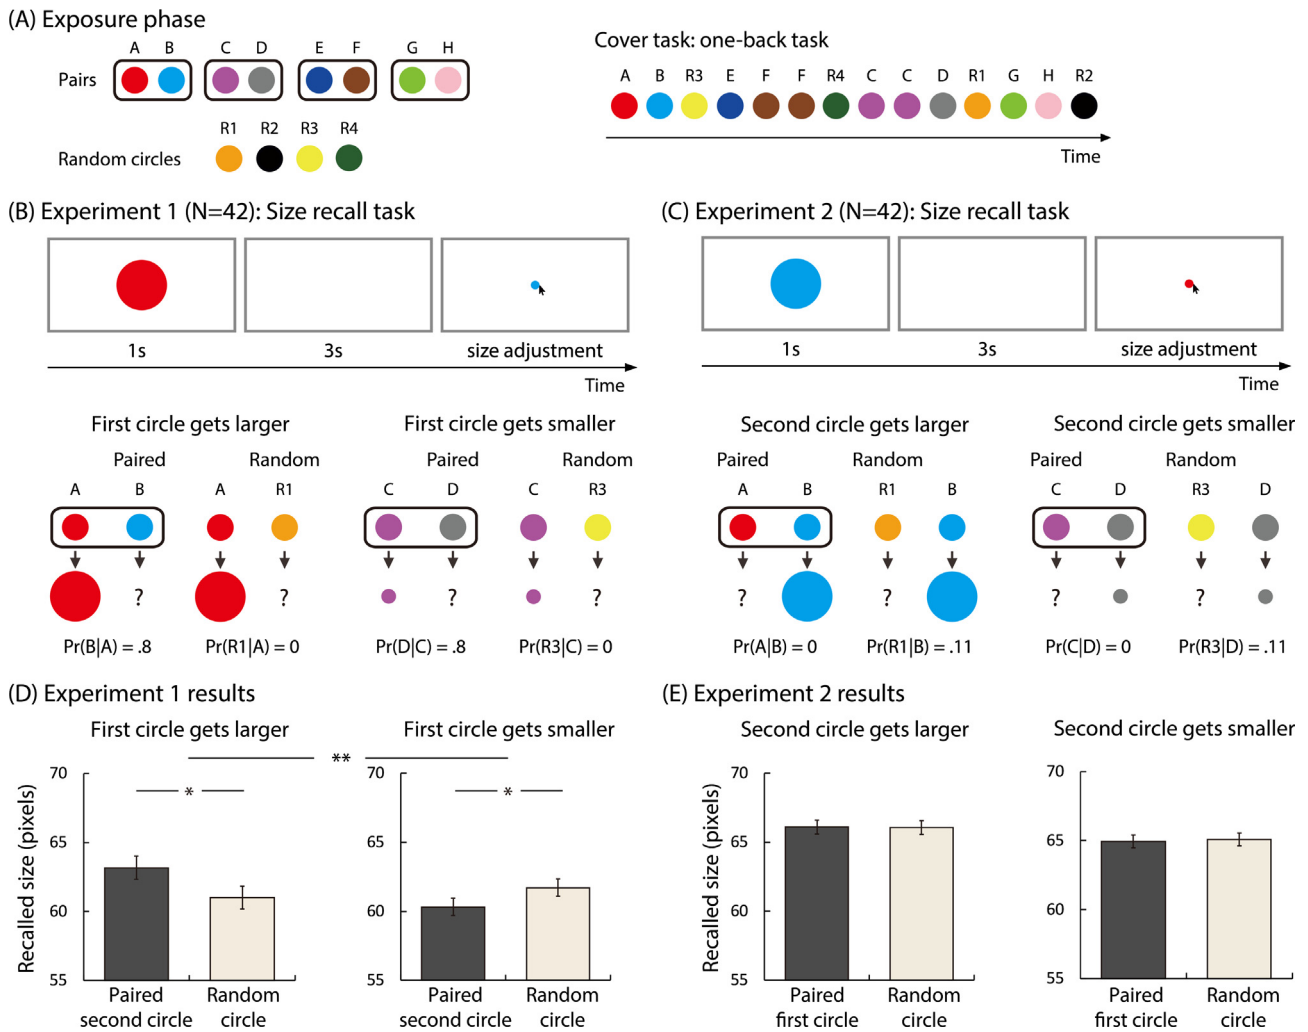 (A) Exposure phase
A B C D E F G H
Pairs
R1 R2 R3 R4
Random circles
Cover task: one-back task
A B R3 E F F R4 C C D R1 G H R2
Time
(B) Experiment 1 (N=42): Size recall task
1s 3s size adjustment
Time
First circle gets larger First circle gets smaller
Paired Random Paired Random
A B A R1 C D C R3
? ? ? ?
Pr(B|A) = .8 Pr(R1|A) = 0 Pr(D|C) = .8 Pr(R3|C) = 0
(C) Experiment 2 (N=42): Size recall task
1s 3s size adjustment
Time
Second circle gets larger Second circle gets smaller
Paired Random Paired Random
A B R1 B C D R3 D
? ? ? ?
Pr(A|B) = 0 Pr(R1|B) = .11 Pr(C|D) = 0 Pr(R3|D) = .11
(D) Experiment 1 results
First circle gets larger First circle gets smaller
**
* *
Recalled size (pixels)
70 70
65 65
60 60
55 55
Paired Random Paired Random
second circle circle second circle circle
(E) Experiment 2 results
Second circle gets larger Second circle gets smaller
Recalled size (pixels)
70 70
65 65
60 60
55 55
Paired Random Paired Random
first circle circle first circle circle